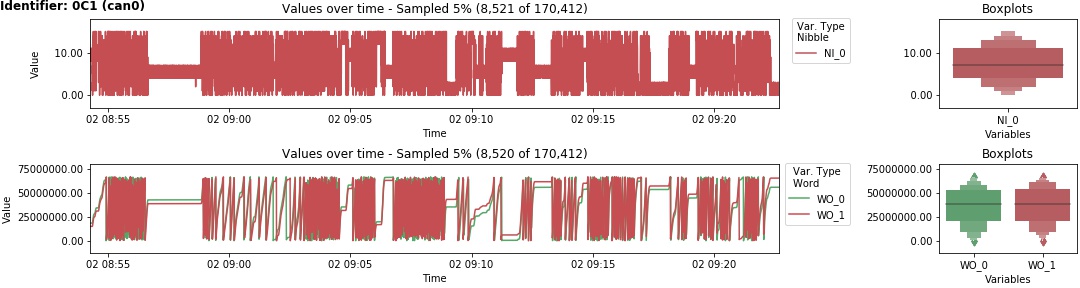 Identifier: 0C1 (can0)
Values over time - Sampled 5% (8,521 of 170,412)
Boxplots
Value
10.00
0.00
02 08:55
02 09:00
02 09:05
02 09:10
02 09:15
02 09:20
Time
Var. Type
Nibble
NI_0
10.00
0.00
NI_0
Variables
Values over time - Sampled 5% (8,520 of 170,412)
Boxplots
Value
75000000.00
50000000.00
25000000.00
0.00
02 08:55
02 09:00
02 09:05
02 09:10
02 09:15
02 09:20
Time
Var. Type
Word
WO_0
WO_1
75000000.00
50000000.00
25000000.00
0.00
WO_0
WO_1
Variables